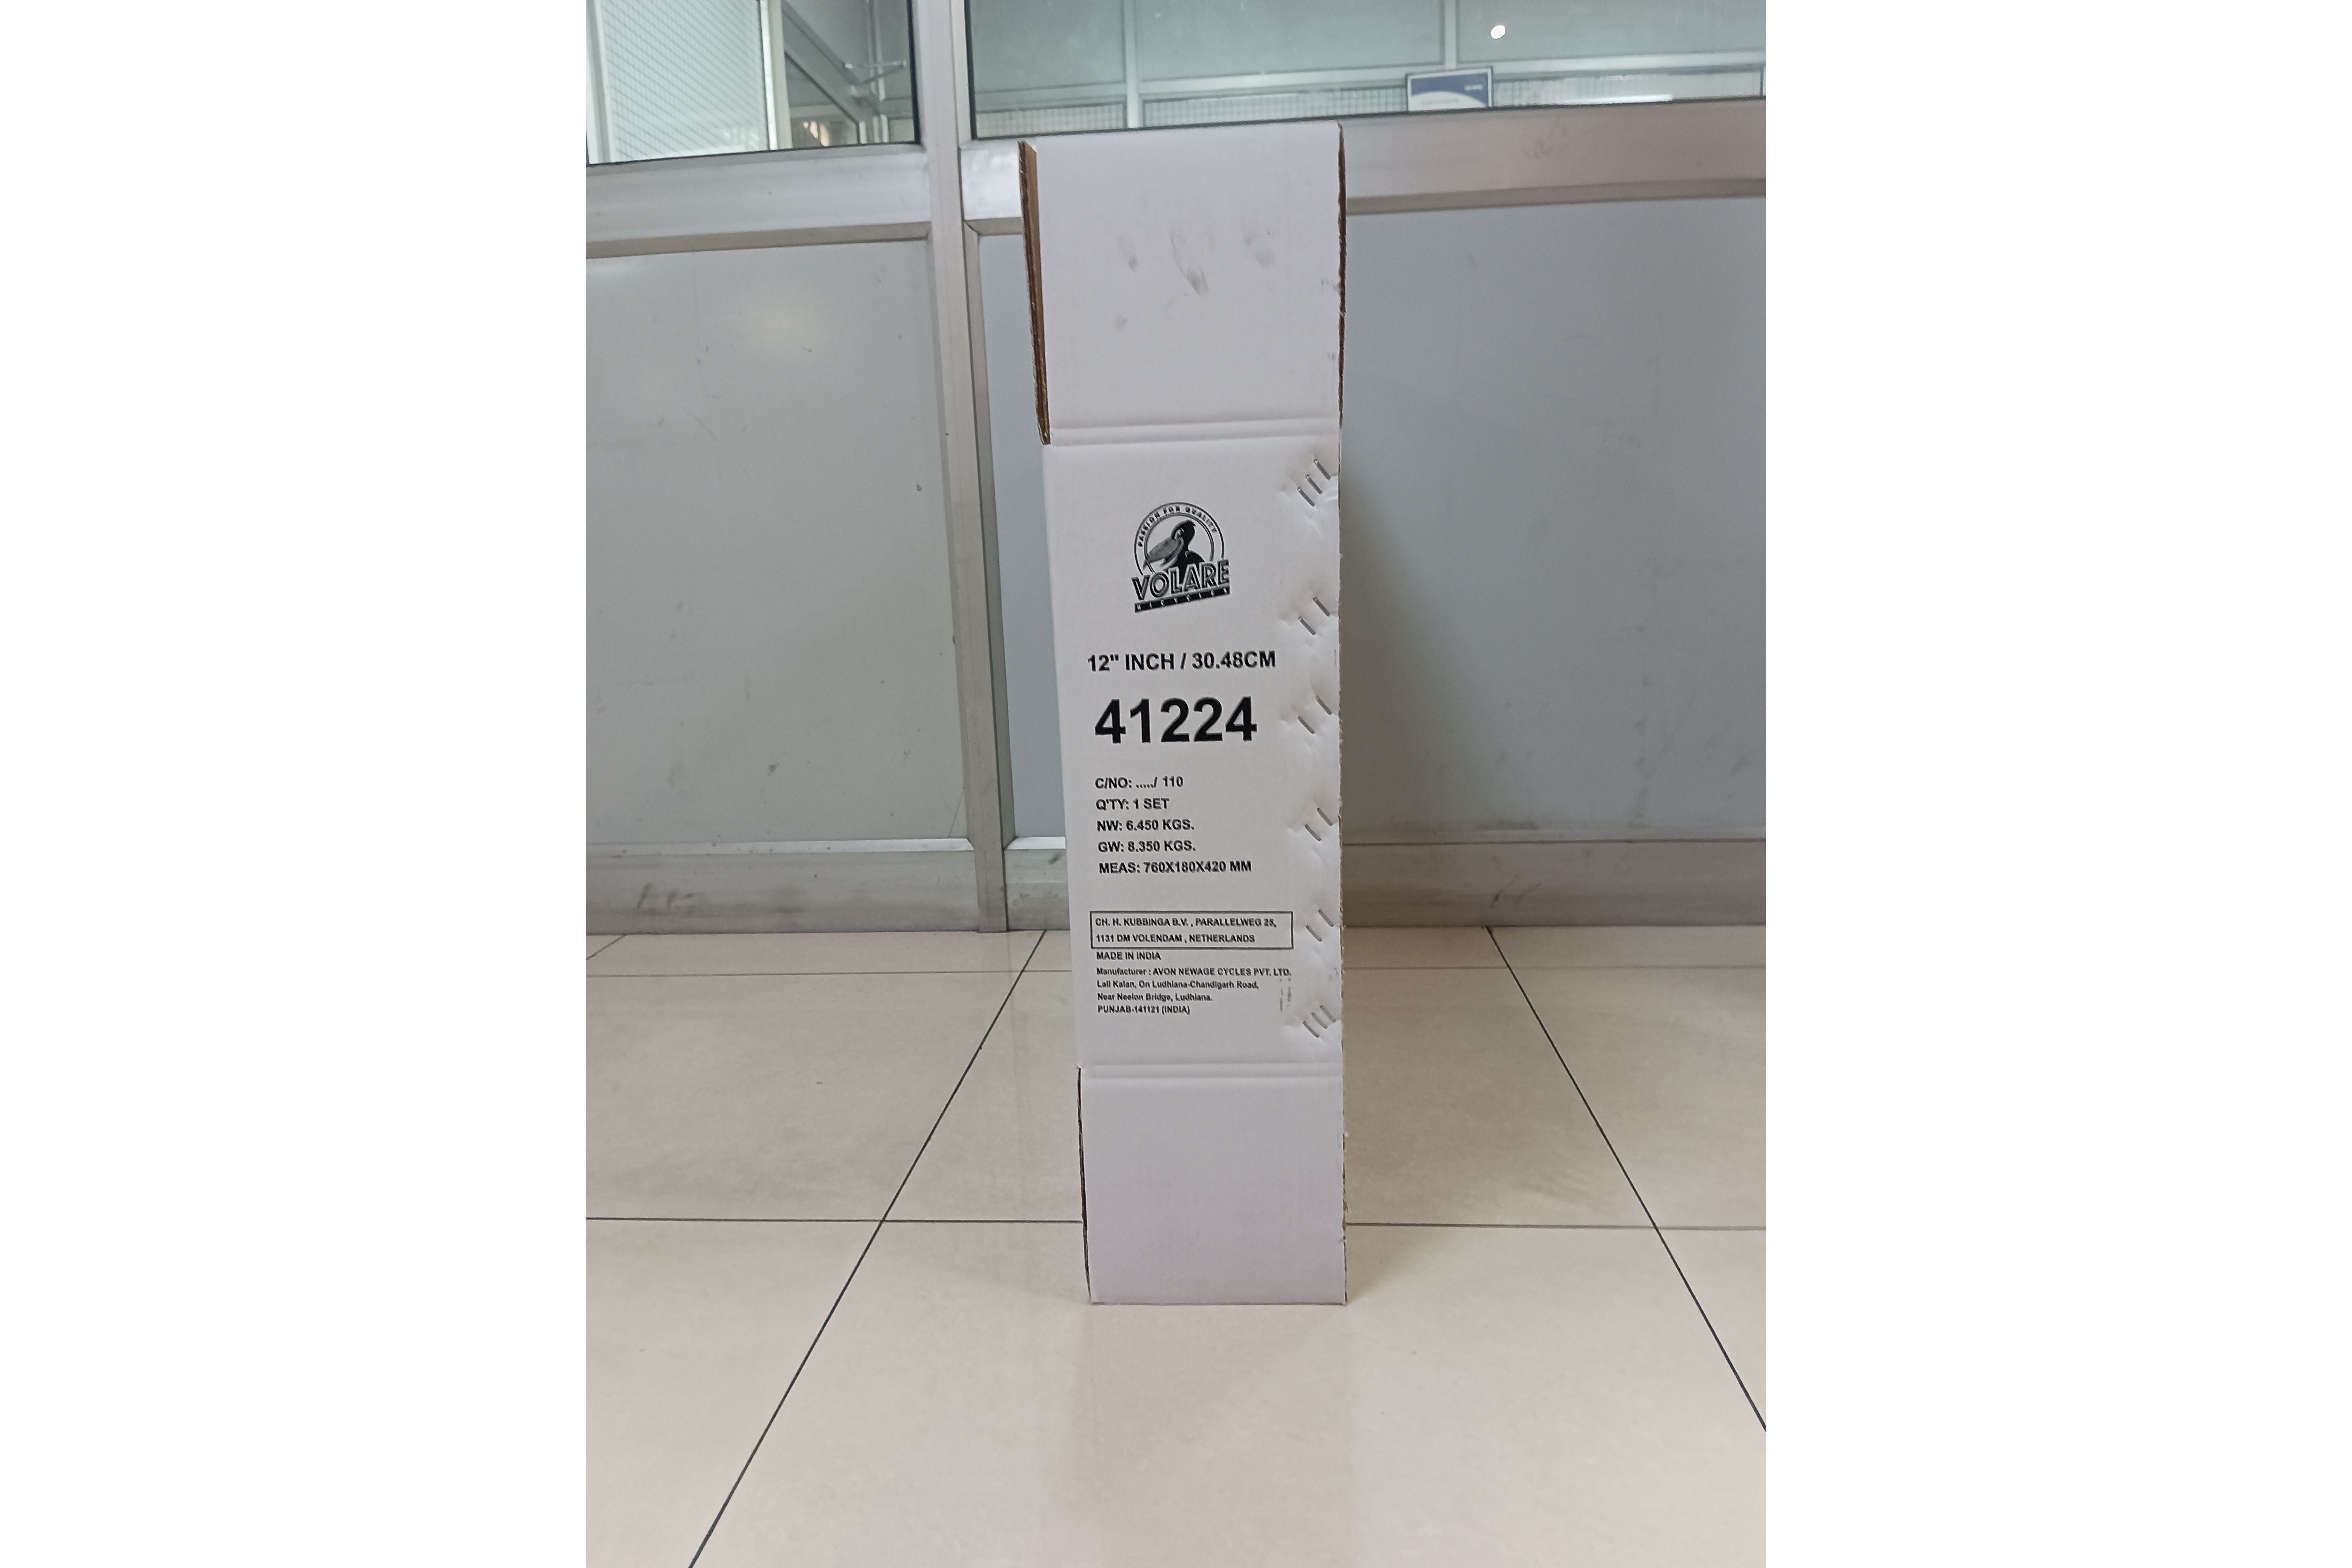 PASSION FOR QUALITY
VOLARE
BICYCLES
12" INCH / 30.48CM
41224
C/NO: ...../ 110
Q'TY: 1 SET
NW: 6.450 KGS.
GW: 8.350 KGS.
MEAS: 760X180X420 MM
CH. H. KUBBINGA B.V. , PARALLELWEG 25,
1131 DM VOLENDAM , NETHERLANDS
MADE IN INDIA
Manufacturer : AVON NEWAGE CYCLES PVT. LTD.
Lall Kalan, On Ludhiana-Chandigarh Road,
Near Neelon Bridge, Ludhiana.
PUNJAB-141121 (INDIA)